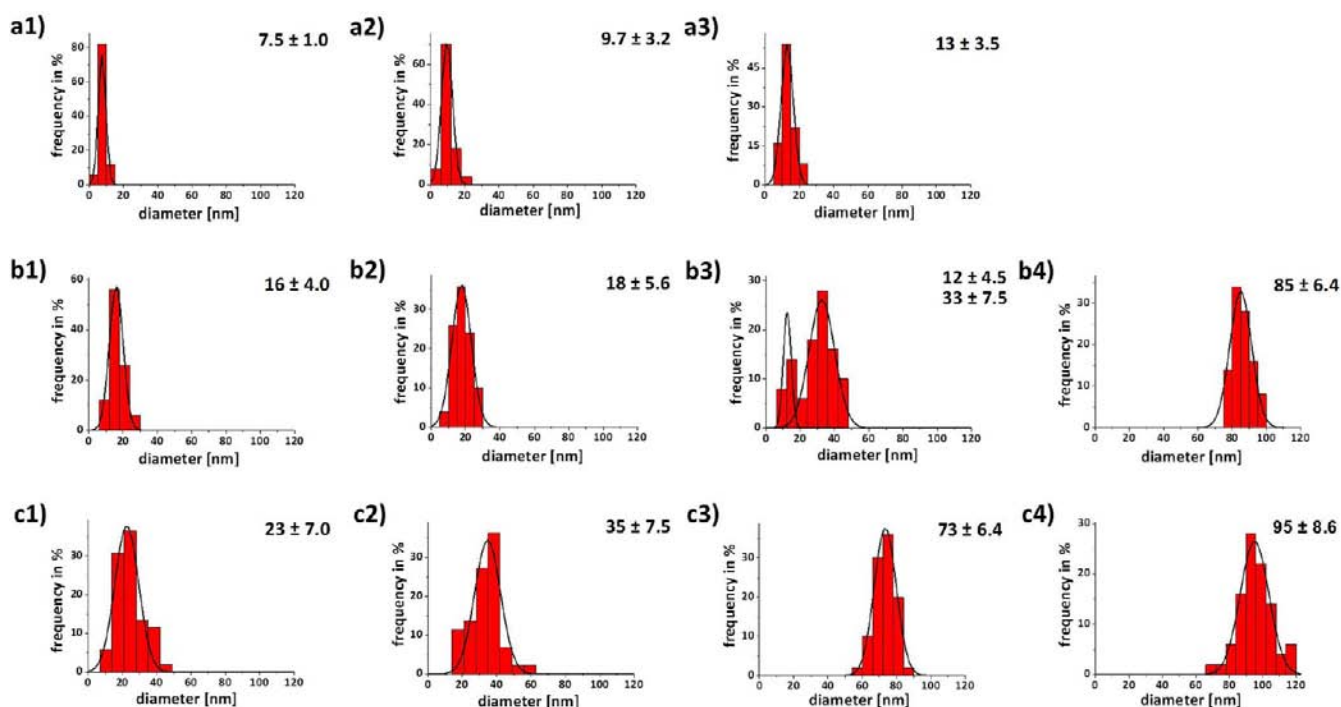 a1)
7.5 ± 1.0
frequency in %
80
60
40
20
0
0 20 40 60 80 100 120
diameter [nm]
a2)
9.7 ± 3.2
frequency in %
60
40
20
0
0 20 40 60 80 100 120
diameter [nm]
a3)
13 ± 3.5
frequency in %
45
30
15
0
0 20 40 60 80 100 120
diameter [nm]
b1)
16 ± 4.0
frequency in %
60
40
20
0
0 20 40 60 80 100 120
diameter [nm]
b2)
18 ± 5.6
frequency in %
30
20
10
0
0 20 40 60 80 100 120
diameter [nm]
b3)
12 ± 4.5
33 ± 7.5
frequency in %
30
20
10
0
0 20 40 60 80 100 120
diameter [nm]
b4)
85 ± 6.4
frequency in %
30
20
10
0
0 20 40 60 80 100 120
diameter [nm]
c1)
23 ± 7.0
frequency in %
30
20
10
0
0 20 40 60 80 100 120
diameter [nm]
c2)
35 ± 7.5
frequency in %
40
30
20
10
0
0 20 40 60 80 100 120
diameter [nm]
c3)
73 ± 6.4
frequency in %
30
20
10
0
0 20 40 60 80 100 120
diameter [nm]
c4)
95 ± 8.6
frequency in %
30
20
10
0
0 20 40 60 80 100 120
diameter [nm]